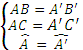 AB = A'B'
AC = A'C'
Â = Â'